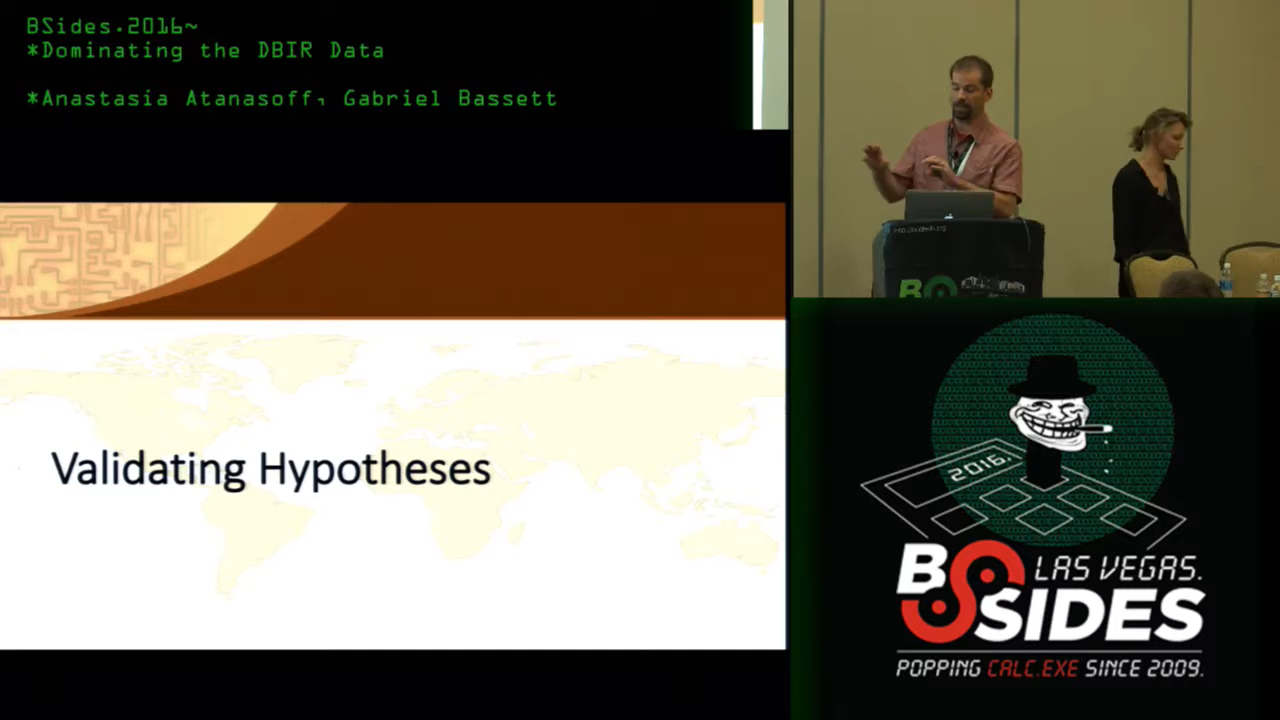 BSides.2016~
*Dominating the DBIR Data
*Anastasia Atanasoff, Gabriel Bassett
Validating Hypotheses
BS
2016.
BSIDES
LAS VEGAS.
POPPING CALC.EXE SINCE 2009.